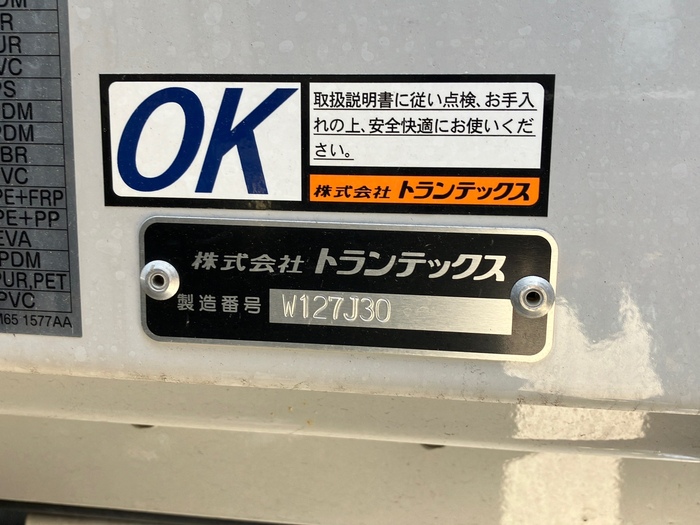 UR
VC
PS
BR
VC
PE+FRP
PE+PP
EVA
PDM
PUR,PET
PVC
165 1577AA
OK
取扱説明書に従い点検、お手入
れの上、安全快適にお使いくだ
さい。
株式会社 トランテックス
株式会社 トランテックス
製造番号 W127J30